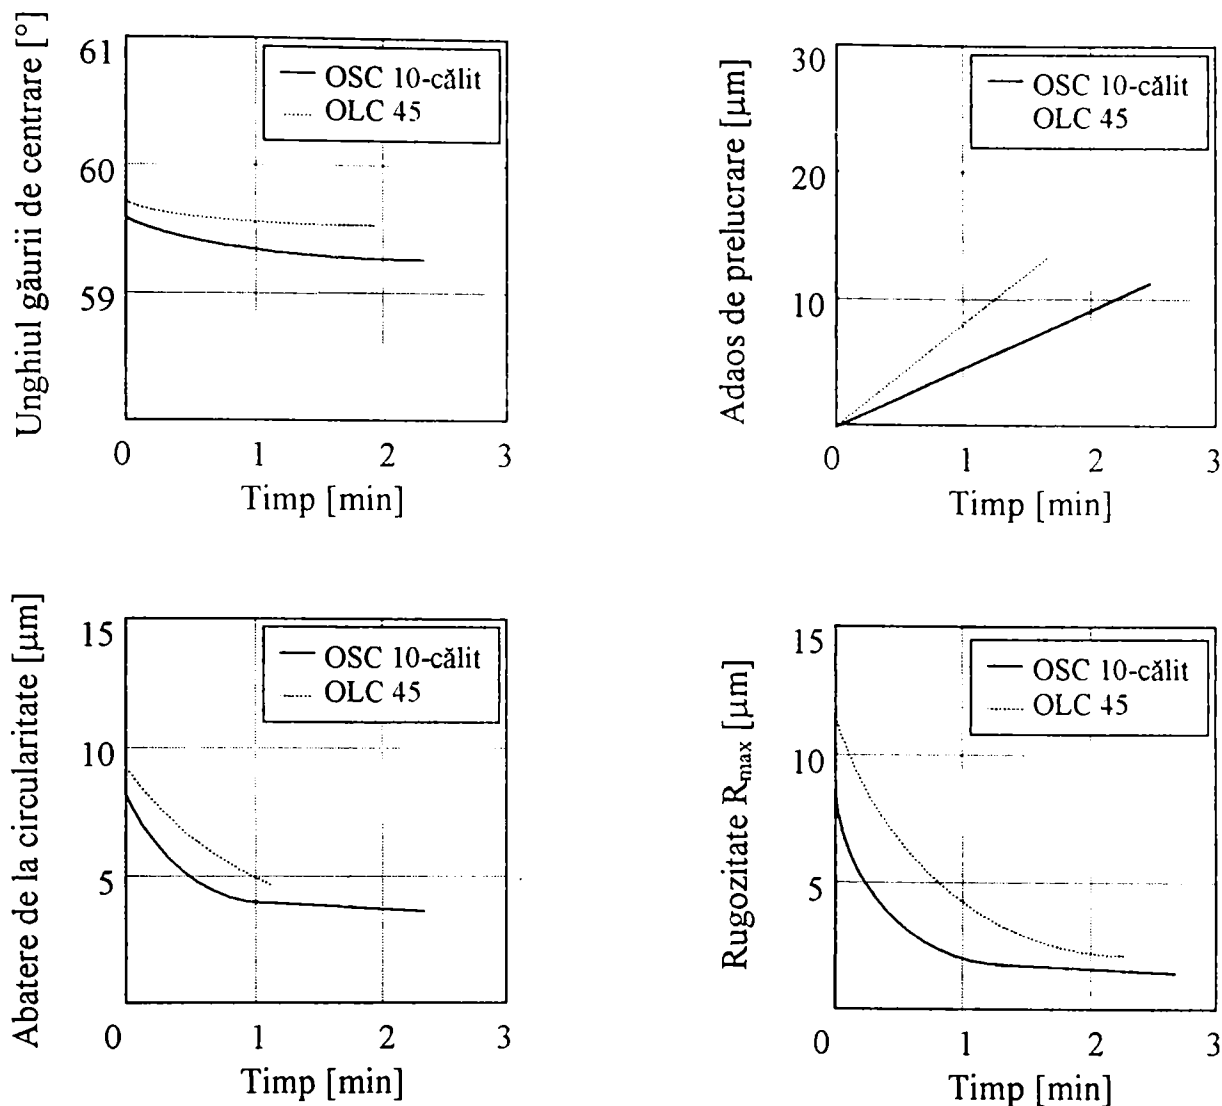 Unghiul găurii de centrare [°]
61
60
59
OSC 10-călit
OLC 45
0 1 2 3
Timp [min]
Adaos de prelucrare [μm]
30
20
10
OSC 10-călit
OLC 45
0 1 2 3
Timp [min]
Abatere de la circularitate [μm]
15
10
5
OSC 10-călit
OLC 45
0 1 2 3
Timp [min]
Rugozitate Rmax [μm]
15
10
5
OSC 10-călit
OLC 45
0 1 2 3
Timp [min]